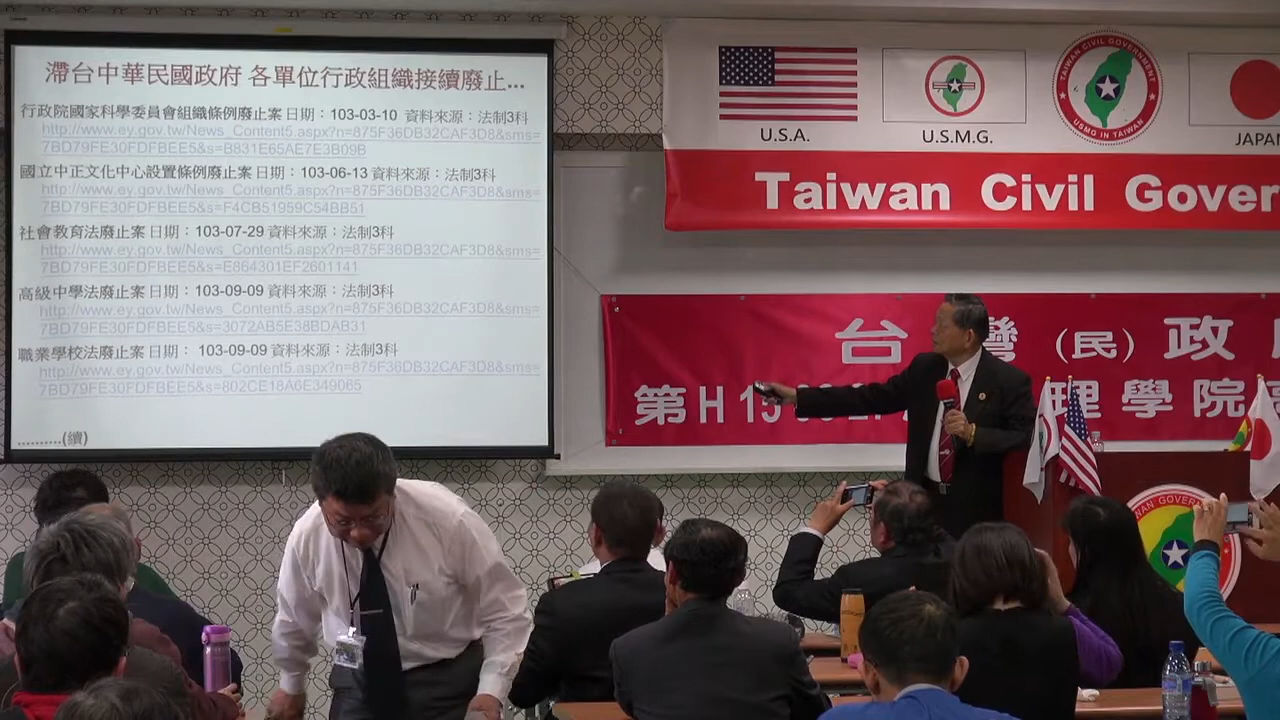 滯台中華民國政府 各單位行政組織接續廢止...
行政院國家科學委員會組織條例廢止案 日期：103-03-10 資料來源：法制3科
http://www.ey.gov.tw/News_Content5.aspx?n=875F36DB32CAF3D8&sms=
7BD79FE30FDFBEE5&s=B831E65AE7E3B09B
國立中正文化中心設置條例廢止案 日期：103-06-13 資料來源：法制3科
http://www.ey.gov.tw/News_Content5.aspx?n=875F36DB32CAF3D8&sms=
7BD79FE30FDFBEE5&s=F4CB51959C54BB51
社會教育法廢止案 日期：103-07-29 資料來源：法制3科
http://www.ey.gov.tw/News_Content5.aspx?n=875F36DB32CAF3D8&sms=
7BD79FE30FDFBEE5&s=E864301EF2601141
高級中學法廢止案 日期：103-09-09 資料來源：法制3科
http://www.ey.gov.tw/News_Content5.aspx?n=875F36DB32CAF3D8&sms=
7BD79FE30FDFBEE5&s=3072AB5E38BDAB31
職業學校法廢止案 日期： 103-09-09 資料來源：法制3科
http://www.ey.gov.tw/News_Content5.aspx?n=875F36DB32CAF3D8&sms=
7BD79FE30FDFBEE5&s=802CE18A6E349065
..........(續)
TAIWAN CIVIL GOVERNMENT
USMG IN TAIWAN
U.S.A.
U.S.M.G.
JAPA
Taiwan Civil Gover
台灣（民）政
第H 15
理學院